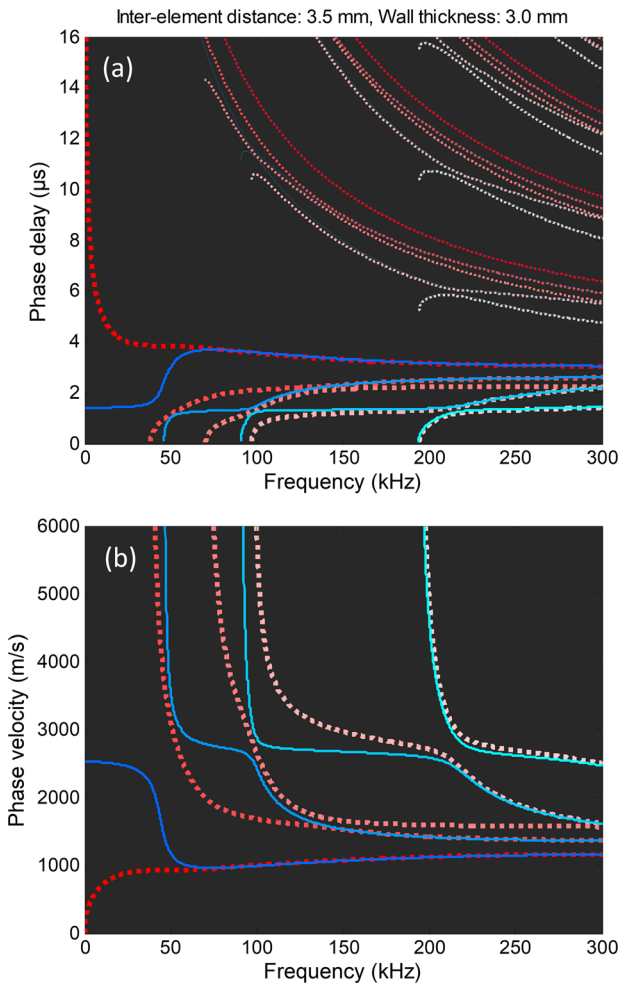 Inter-element distance: 3.5 mm, Wall thickness: 3.0 mm
(a)
Phase delay (µs)
16
14
12
10
8
6
4
2
0
0 50 100 150 200 250 300
Frequency (kHz)
(b)
Phase velocity (m/s)
6000
5000
4000
3000
2000
1000
0
0 50 100 150 200 250 300
Frequency (kHz)